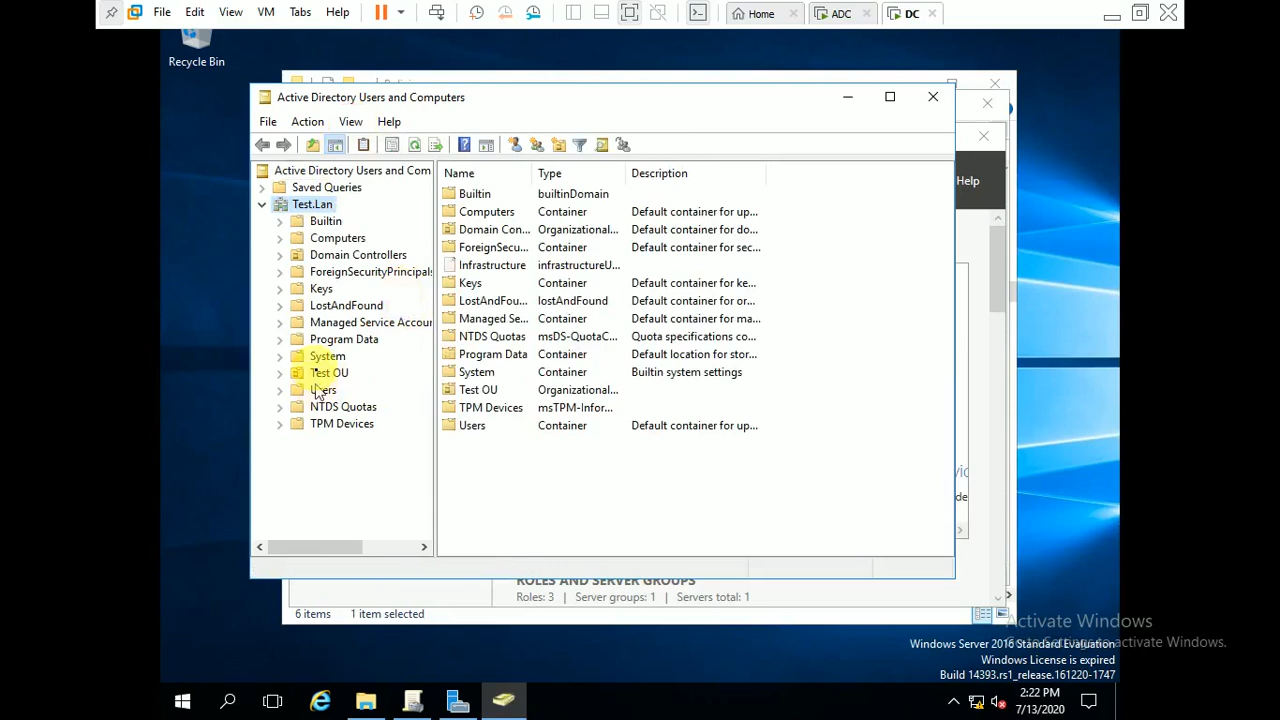 File Edit View VM Tabs Help Home ADC DC
Recycle Bin
Active Directory Users and Computers
File Action View Help
Help
Active Directory Users and Com
Saved Queries
Test.Lan
Builtin
Computers
Domain Controllers
ForeignSecurityPrincipals
Keys
LostAndFound
Managed Service Accour
Program Data
System
Test OU
Users
NTDS Quotas
TPM Devices
Name Type Description
Builtin builtinDomain
Computers Container Default container for up...
Domain Con... Organizational... Default container for do...
ForeignSecu... Container Default container for sec...
Infrastructure infrastructureU...
Keys Container Default container for ke...
LostAndFou... lostAndFound Default container for or...
Managed Se... Container Default container for ma...
NTDS Quotas msDS-QuotaC... Quota specifications co...
Program Data Container Default location for stor...
System Container Builtin system settings
Test OU Organizational...
TPM Devices msTPM-Infor...
Users Container Default container for up...
ROLES AND SERVER GROUPS
Roles: 3 | Server groups: 1 | Servers total: 1
6 items 1 item selected
Activate Windows
Go to Settings to activate Windows.
Windows Server 2016 Standard Evaluation
Windows License is expired
Build 14393.rs1_release.161220-1747
2:22 PM
7/13/2020